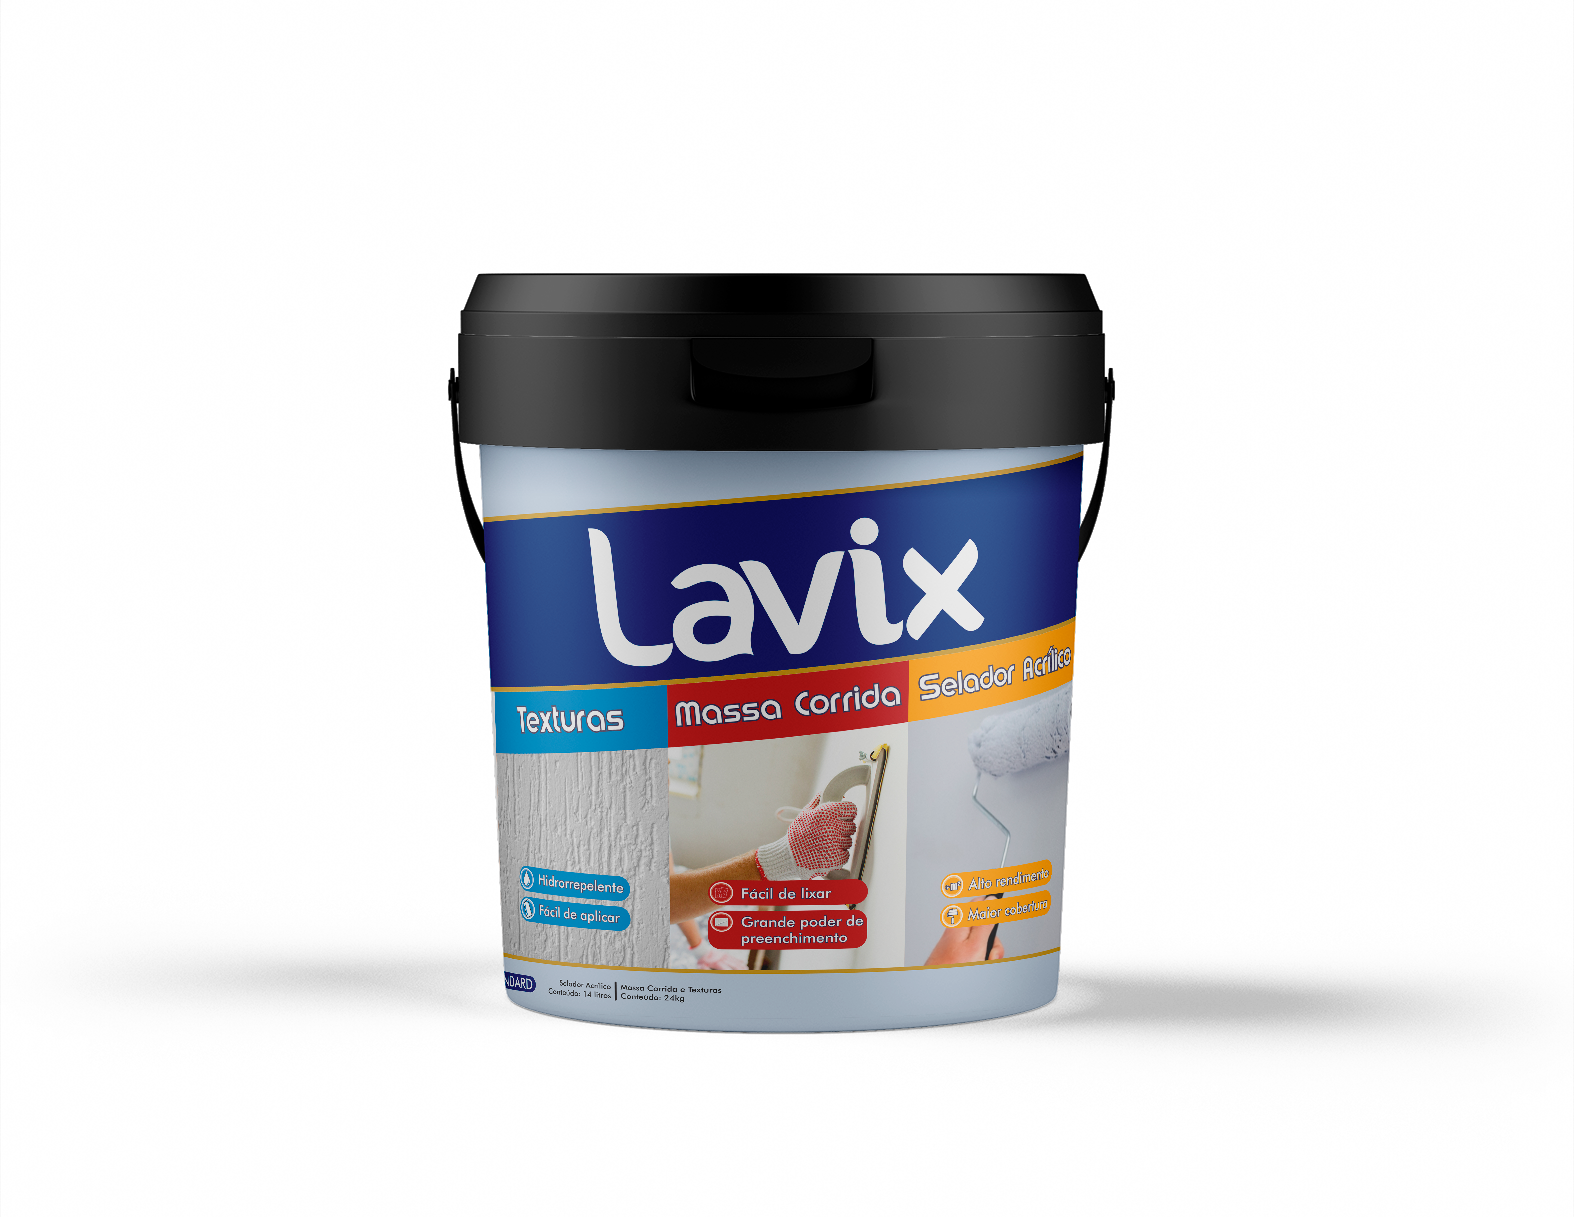 Lavix
Texturas
Massa Corrida
Selador Acrílico
Hidrorrepelente
Fácil de aplicar
Fácil de lixar
Grande poder de
preenchimento
Alto rendimento
Maior cobertura
NDARD
Selador Acrílico
Conteúdo: 14 litros
Massa Corrida e Texturas
Conteúdo: 24kg